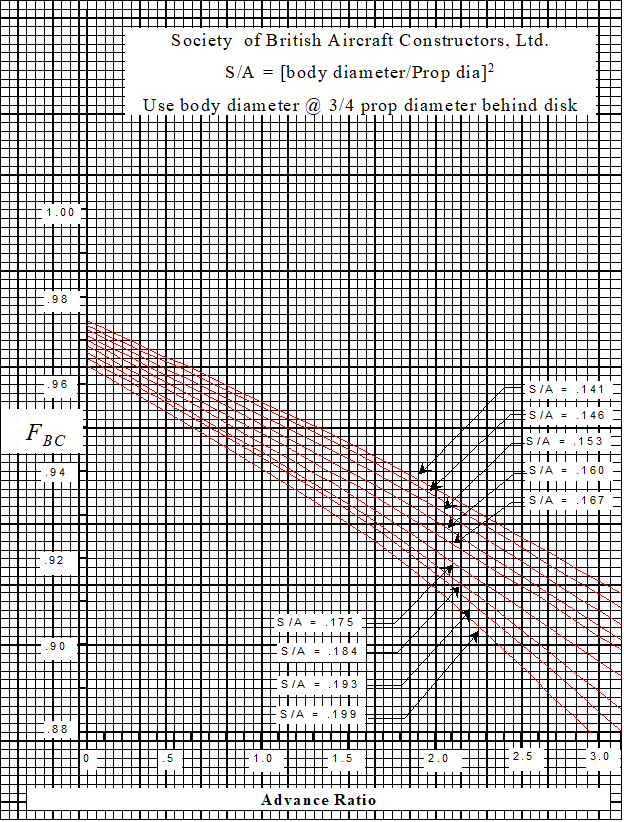 Society of British Aircraft Constructors, Ltd.
S/A = [body diameter/Prop dia]²
Use body diameter @ 3/4 prop diameter behind disk
1.00
.98
.96
F_BC
.94
.92
.90
.88
S/A = .141
S/A = .146
S/A = .153
S/A = .160
S/A = .167
S/A = .175
S/A = .184
S/A = .193
S/A = .199
0 .5 1.0 1.5 2.0 2.5 3.0
Advance Ratio